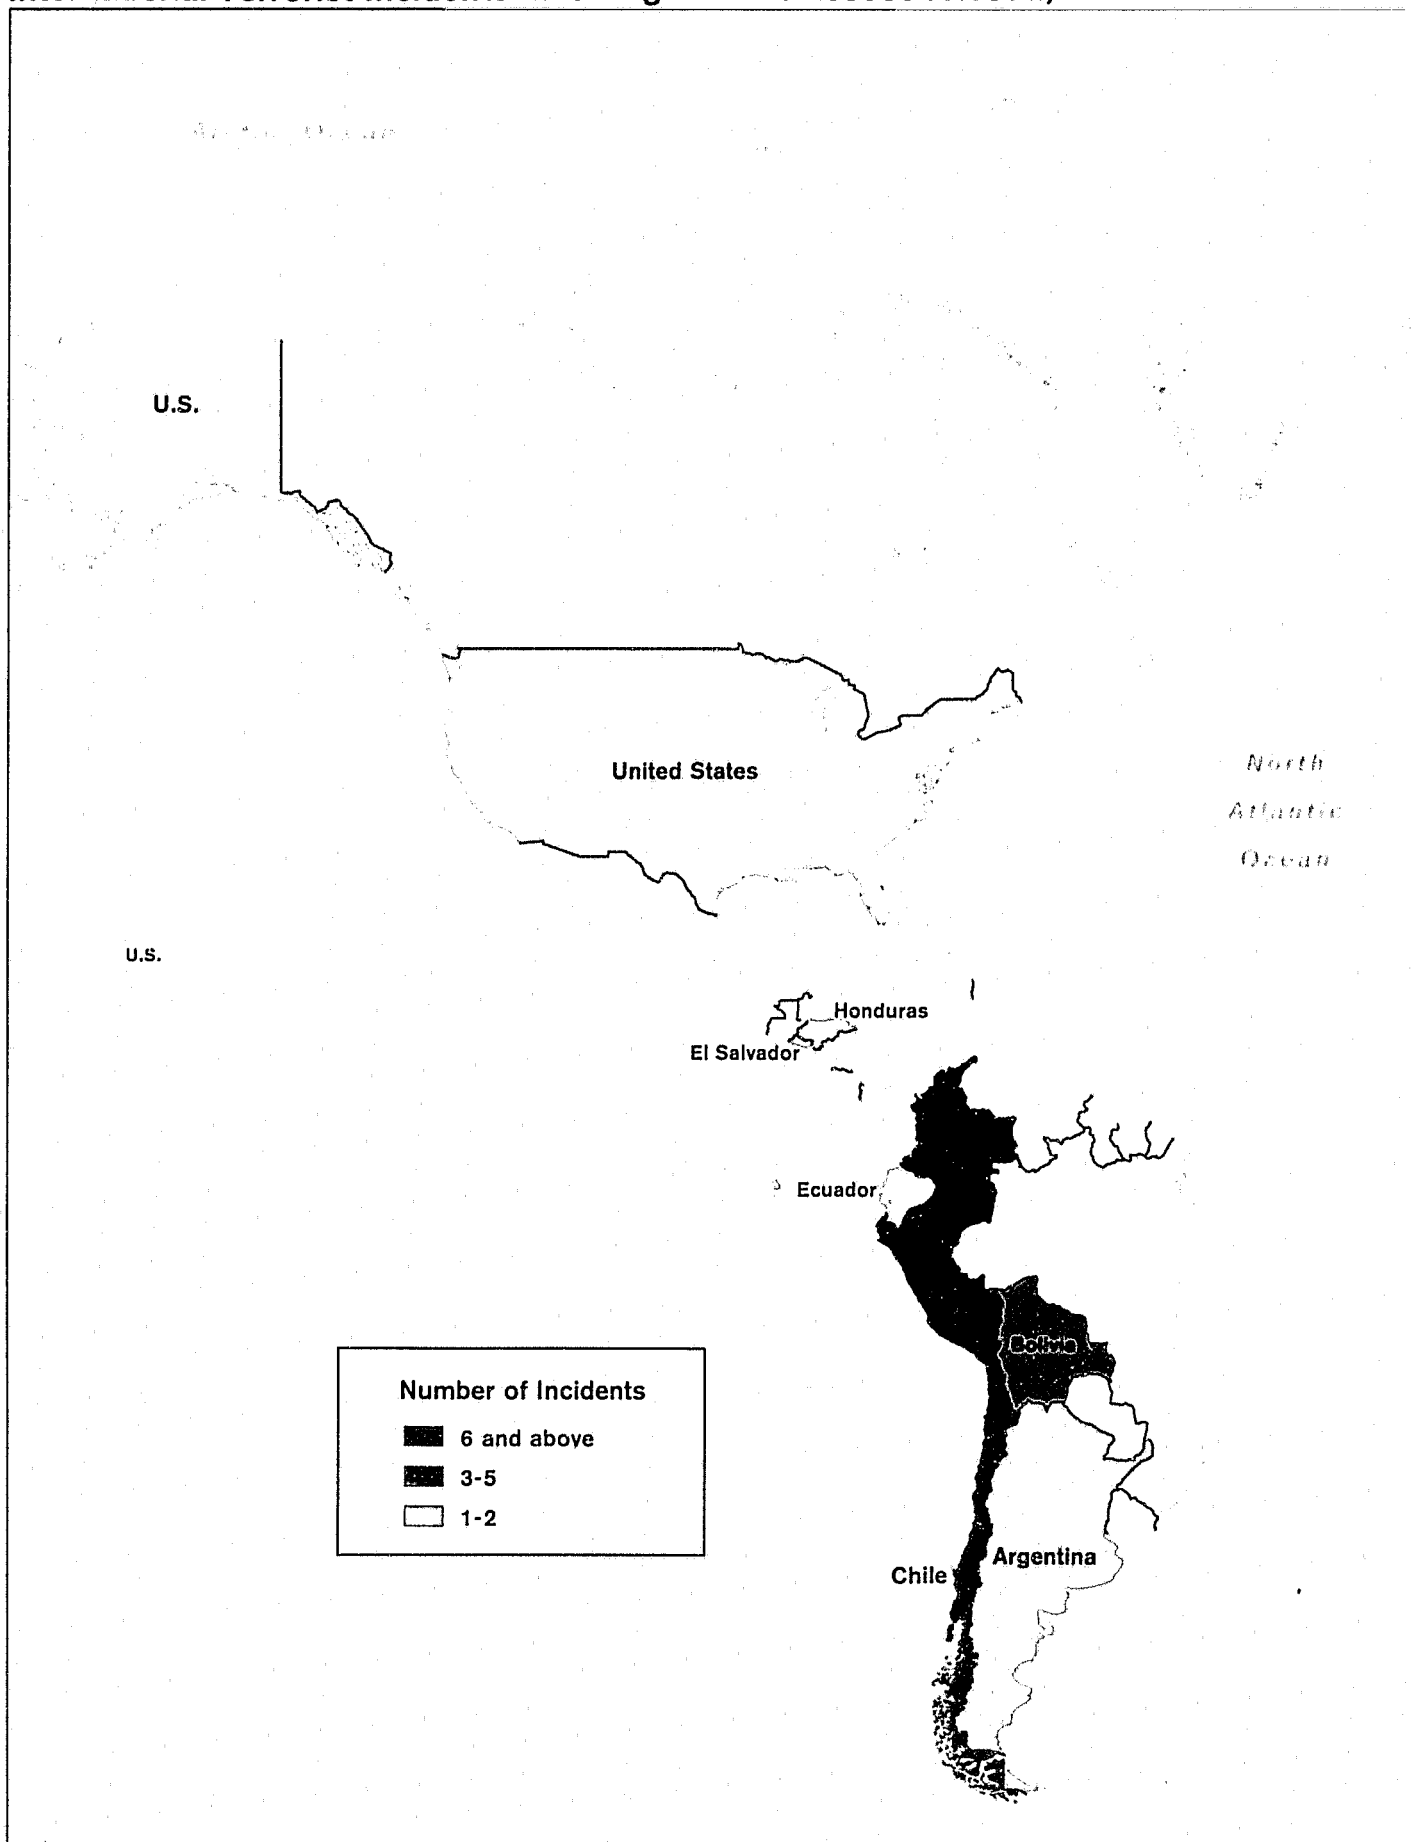 U.S.
United States
North
Atlantic
Ocean
U.S.
Honduras
El Salvador
Ecuador
Bolivia
Number of Incidents
6 and above
3-5
1-2
Argentina
Chile